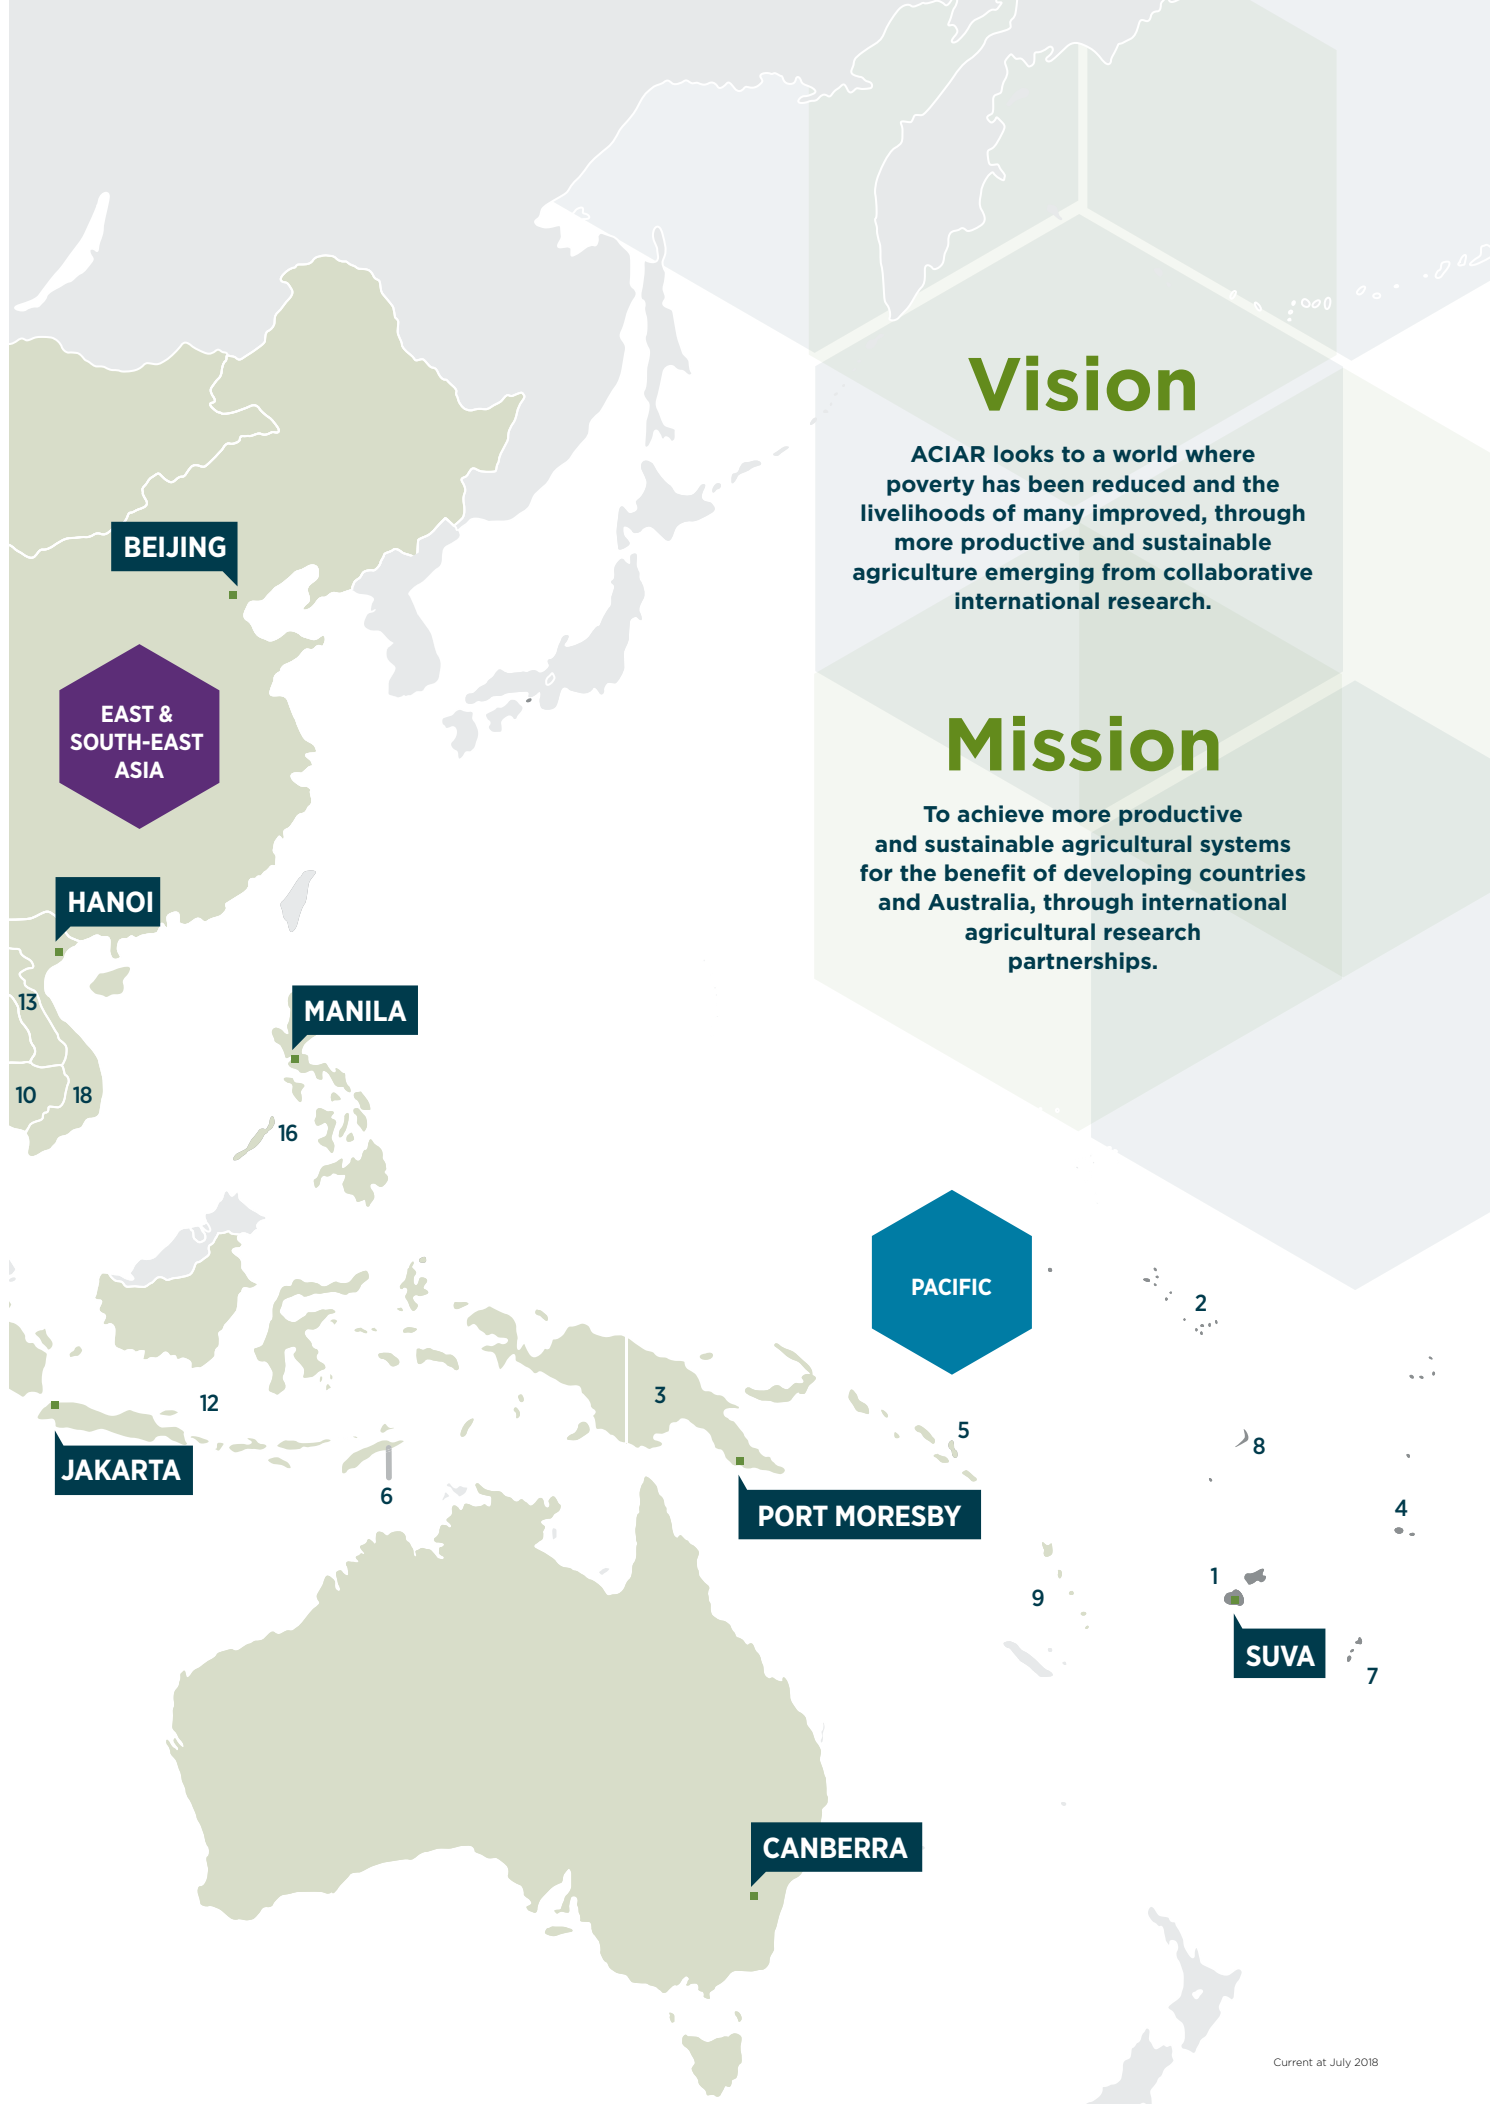 Vision
ACIAR looks to a world where
poverty has been reduced and the
livelihoods of many improved, through
more productive and sustainable
agriculture emerging from collaborative
international research.
BEIJING
EAST &
SOUTH-EAST
ASIA
Mission
To achieve more productive
and sustainable agricultural systems
for the benefit of developing countries
and Australia, through international
agricultural research
partnerships.
HANOI
13
MANILA
10
18
16
PACIFIC
2
12
3
5
8
JAKARTA
6
PORT MORESBY
4
1
9
SUVA
7
CANBERRA
Current at July 2018